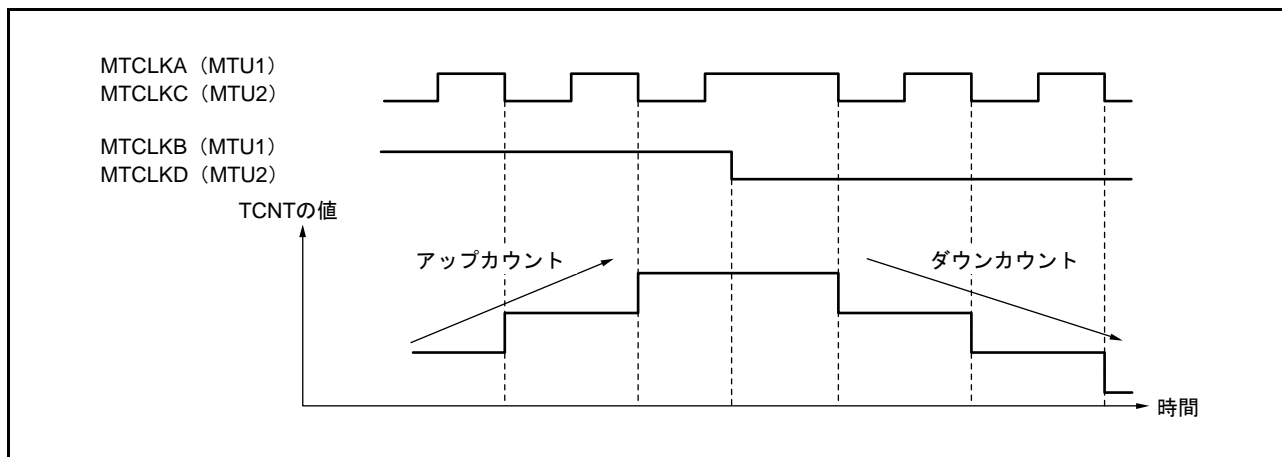 MTCLKA（MTU1）
MTCLKC（MTU2）
MTCLKB（MTU1）
MTCLKD（MTU2）
TCNTの値
アップカウント
ダウンカウント
時間